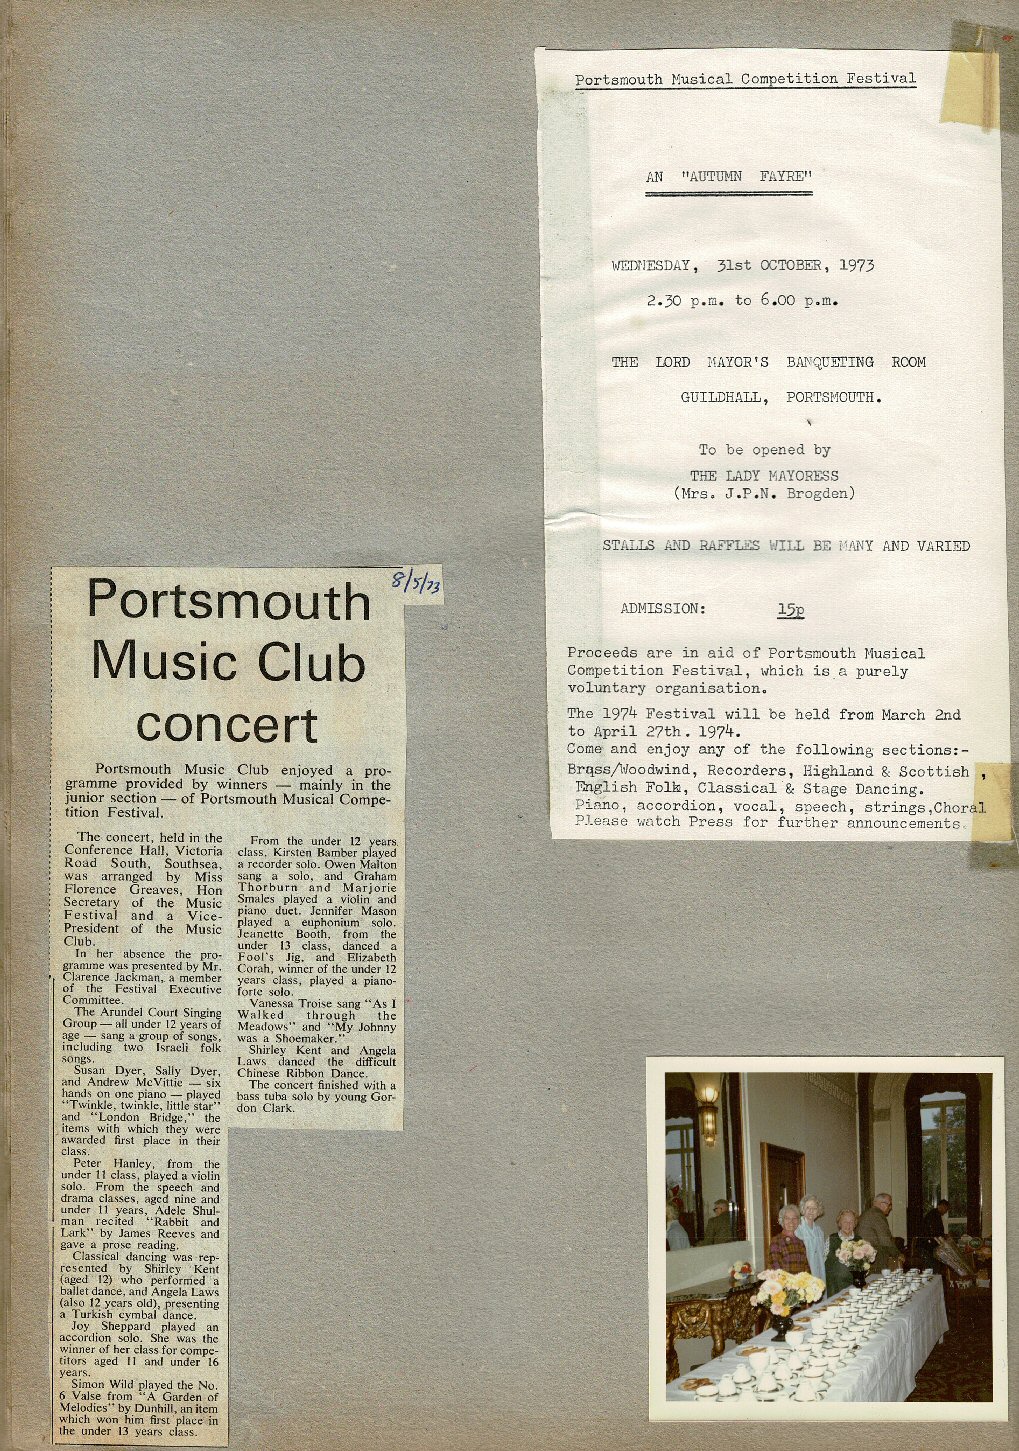 Portsmouth Musical Competition Festival
AN "AUTUMN FAYRE"
WEDNESDAY, 31st OCTOBER, 1973
2.30 p.m. to 6.00 p.m.
THE LORD MAYOR'S BANQUETING ROOM
GUILDHALL, PORTSMOUTH.
To be opened by
THE LADY MAYORESS
(Mrs. J.P.N. Brogden)
STALLS AND RAFFLES WILL BE MANY AND VARIED
ADMISSION: 15p
Proceeds are in aid of Portsmouth Musical
Competition Festival, which is a purely
voluntary organisation.
The 1974 Festival will be held from March 2nd
to April 27th. 1974.
Come and enjoy any of the following sections:-
Brass/Woodwind, Recorders, Highland & Scottish ,
English Folk, Classical & Stage Dancing.
Piano, accordion, vocal, speech, strings,Choral
Please watch Press for further announcements.
8/5/73
Portsmouth
Music Club
concert
Portsmouth Music Club enjoyed a pro-
gramme provided by winners — mainly in the
junior section — of Portsmouth Musical Compe-
tition Festival.
The concert, held in the
Conference Hall, Victoria
Road South, Southsea,
was arranged by Miss
Florence Greaves, Hon
Secretary of the Music
Festival and a Vice-
President of the Music
Club.
In her absence the pro-
gramme was presented by Mr.
Clarence Jackman, a member
of the Festival Executive
Committee.
The Arundel Court Singing
Group — all under 12 years of
age — sang a group of songs,
including two Israeli folk
songs.
Susan Dyer, Sally Dyer,
and Andrew McVittie — six
hands on one piano — played
"Twinkle, twinkle, little star"
and "London Bridge," the
items with which they were
awarded first place in their
class.
Peter Hanley, from the
under 11 class, played a violin
solo. From the speech and
drama classes, aged nine and
under 11 years, Adele Shul-
man recited "Rabbit and
Lark" by James Reeves and
gave a prose reading.
Classical dancing was rep-
resented by Shirley Kent
(aged 12) who performed a
ballet dance, and Angela Laws
(also 12 years old), presenting
a Turkish cymbal dance.
Joy Sheppard played an
accordion solo. She was the
winner of her class for compe-
titors aged 11 and under 16
years.
Simon Wild played the No.
6 Valse from "A Garden of
Melodies" by Dunhill, an item
which won him first place in
the under 13 years class.
From the under 12 years
class, Kirsten Bamber played
a recorder solo. Owen Malton
sang a solo, and Graham
Thorburn and Marjorie
Smales played a violin and
piano duet. Jennifer Mason
played a euphonium solo.
Jeanette Booth, from the
under 13 class, danced a
Fool's Jig, and Elizabeth
Corah, winner of the under 12
years class, played a piano-
forte solo.
Vanessa Troise sang "As I
Walked through the
Meadows" and "My Johnny
was a Shoemaker."
Shirley Kent and Angela
Laws danced the difficult
Chinese Ribbon Dance.
The concert finished with a
bass tuba solo by young Gor-
don Clark.